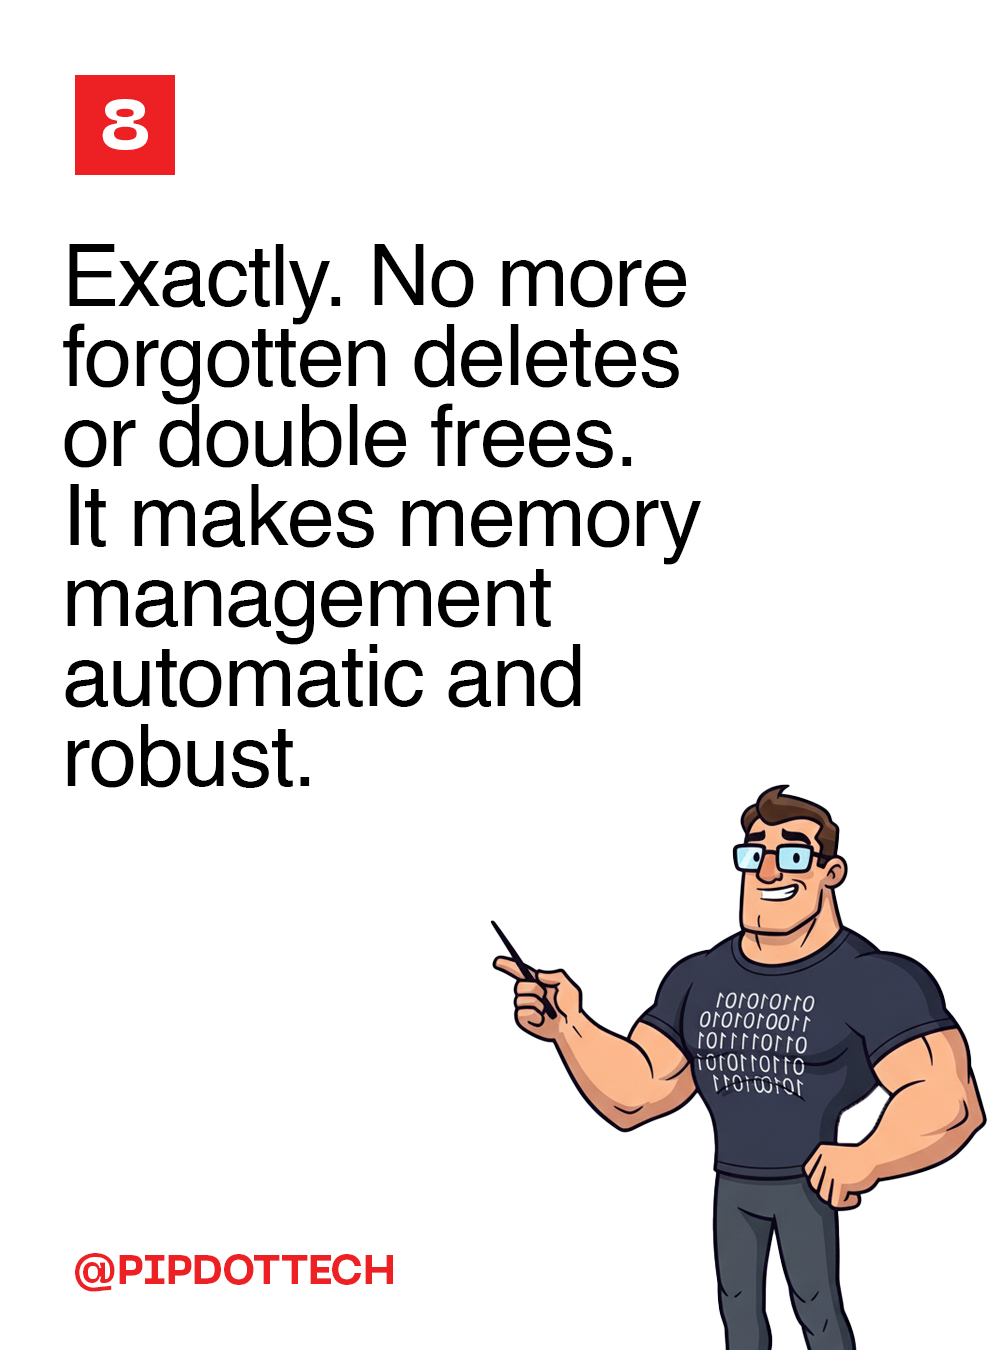 8
Exactly. No more
forgotten deletes
or double frees.
It makes memory
management
automatic and
robust.
@PIPDOTTECH